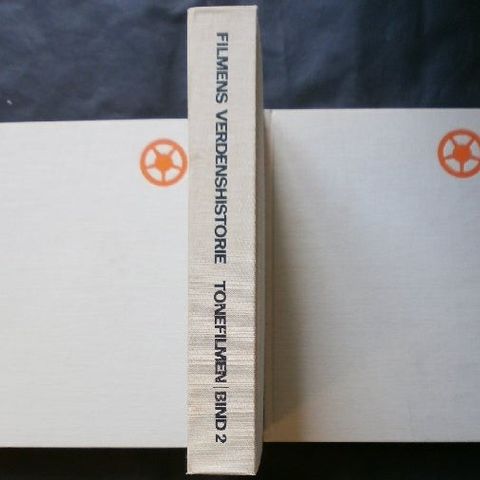 FILMENS VERDENSHISTORIE TONEFILMEN | BIND 2